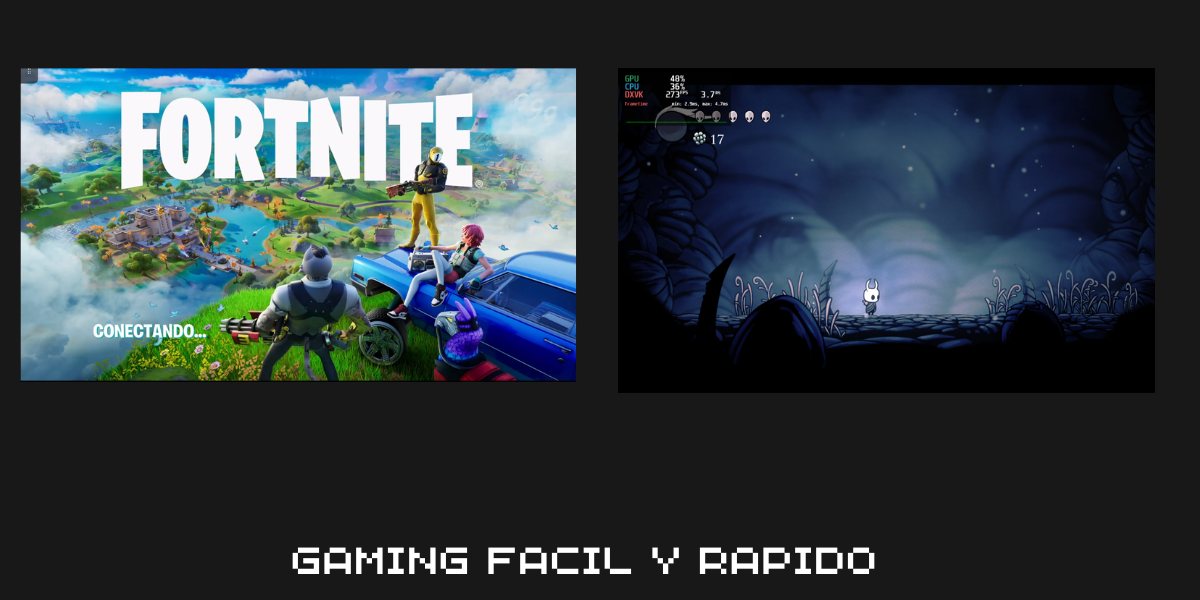 FORTNITE
CONECTANDO...
GPU 48%
CPU 36%
DXVK 273FPS 3.7ms
Frametime min: 2.9ms, max: 4.7ms
17
GAMING FACIL Y RAPIDO